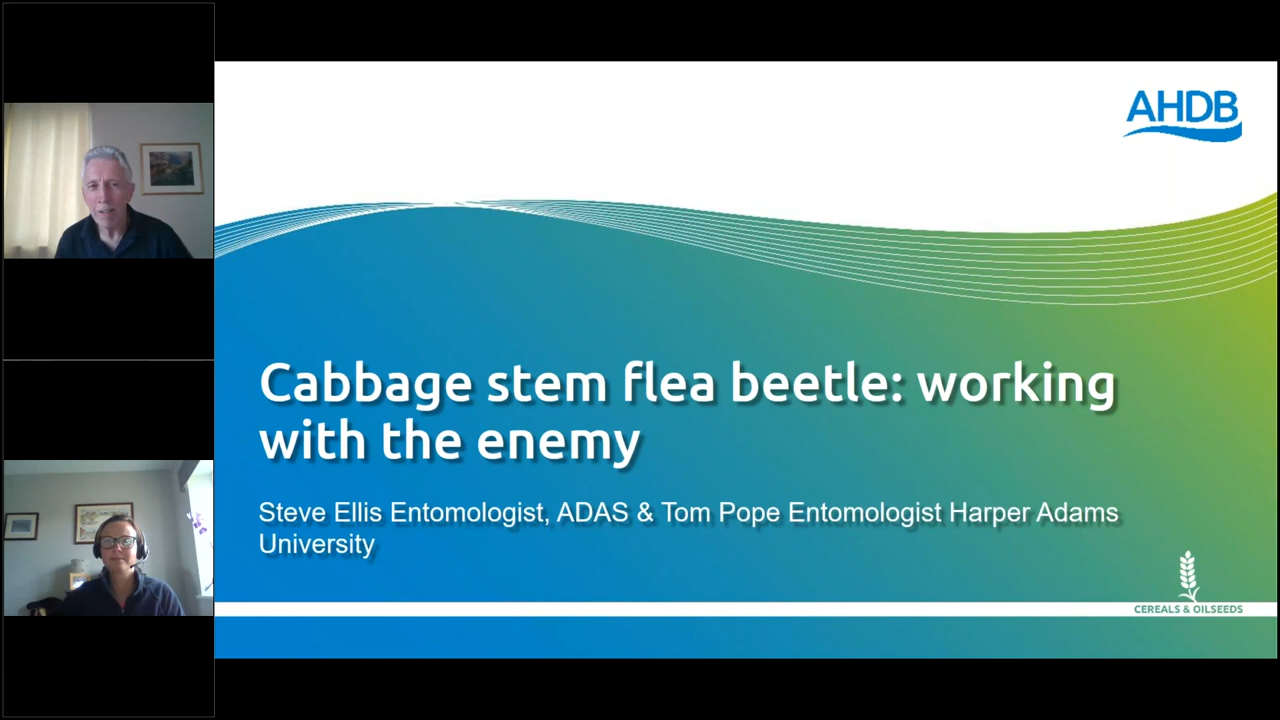 AHDB
Cabbage stem flea beetle: working
with the enemy
Steve Ellis Entomologist, ADAS & Tom Pope Entomologist Harper Adams
University
CEREALS & OILSEEDS